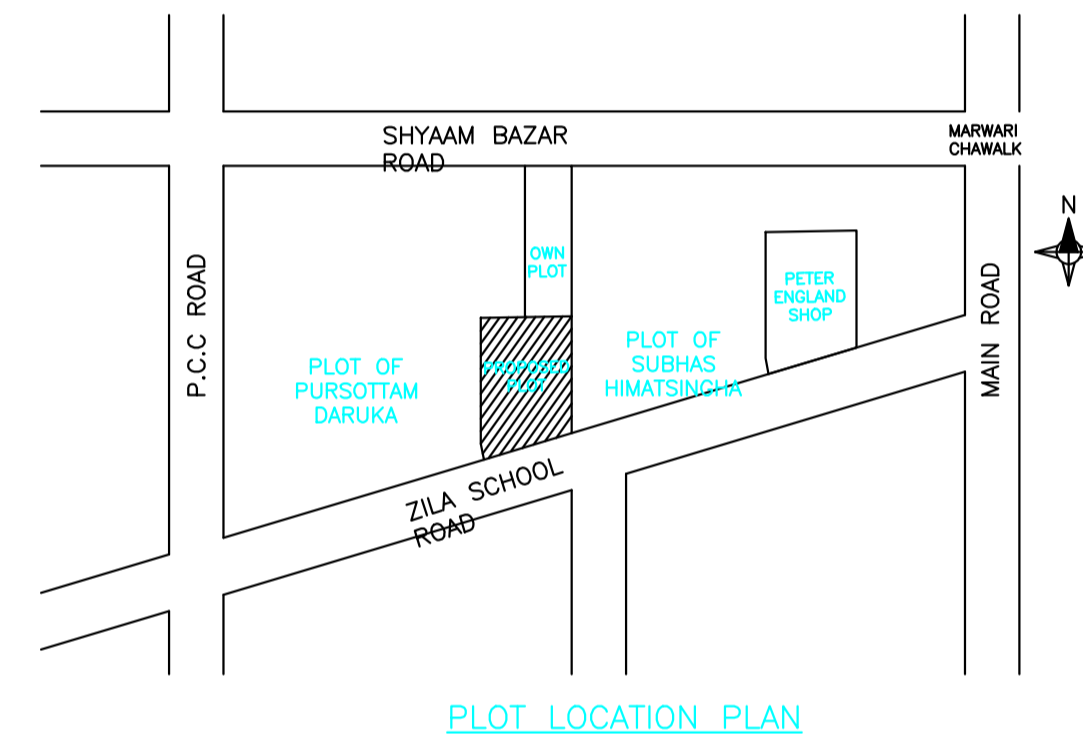 SHYAAM BAZAR
ROAD
MARWARI
CHAWALK
N
P.C.C ROAD
OWN
PLOT
PETER
ENGLAND
SHOP
MAIN ROAD
PLOT OF
PURSOTTAM
DARUKA
PROPOSED
PLOT
PLOT OF
SUBHAS
HIMATSINGHA
ZILA SCHOOL
ROAD
PLOT LOCATION PLAN